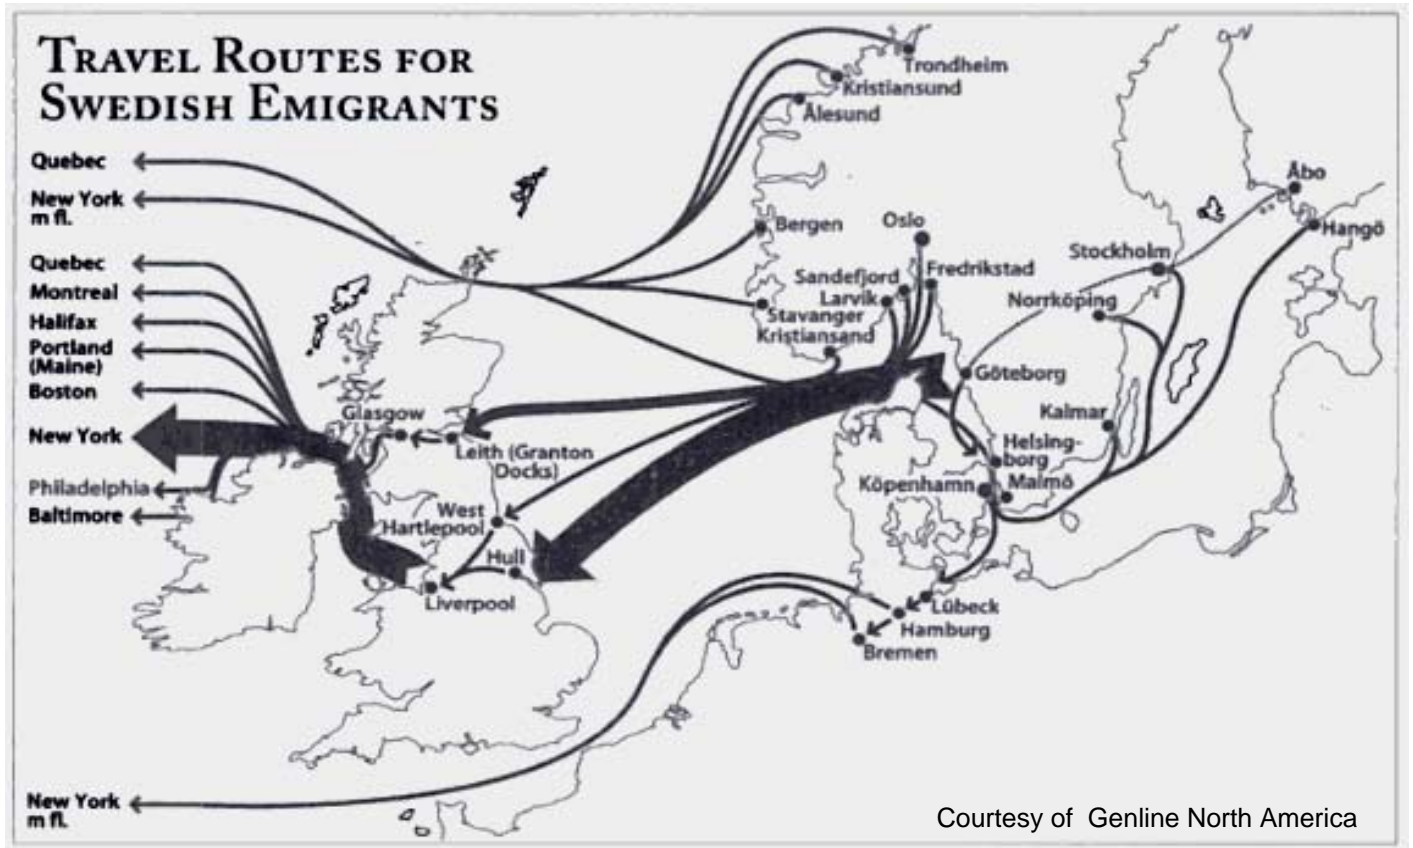 TRAVEL ROUTES FOR
SWEDISH EMIGRANTS
Quebec
New York
m fl.
Quebec
Montreal
Halifax
Portland
(Maine)
Boston
New York
Philadelphia
Baltimore
New York
m fl.
Trondheim
Kristiansund
Ålesund
Bergen
Oslo
Sandefjord
Fredrikstad
Larvik
Stavanger
Kristiansand
Stockholm
Norrköping
Åbo
Hangö
Göteborg
Kalmar
Helsing-
borg
Malmö
Köpenhamn
Glasgow
Leith (Granton
Docks)
West
Hartlepool
Hull
Liverpool
Lübeck
Hamburg
Bremen
Courtesy of Genline North America